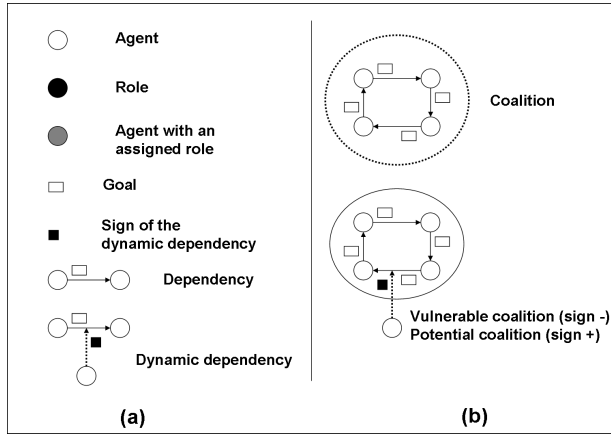 Agent
Role
Agent with an
assigned role
Goal
Sign of the
dynamic dependency
Dependency
Dynamic dependency
(a)
Coalition
Vulnerable coalition (sign -)
Potential coalition (sign +)
(b)